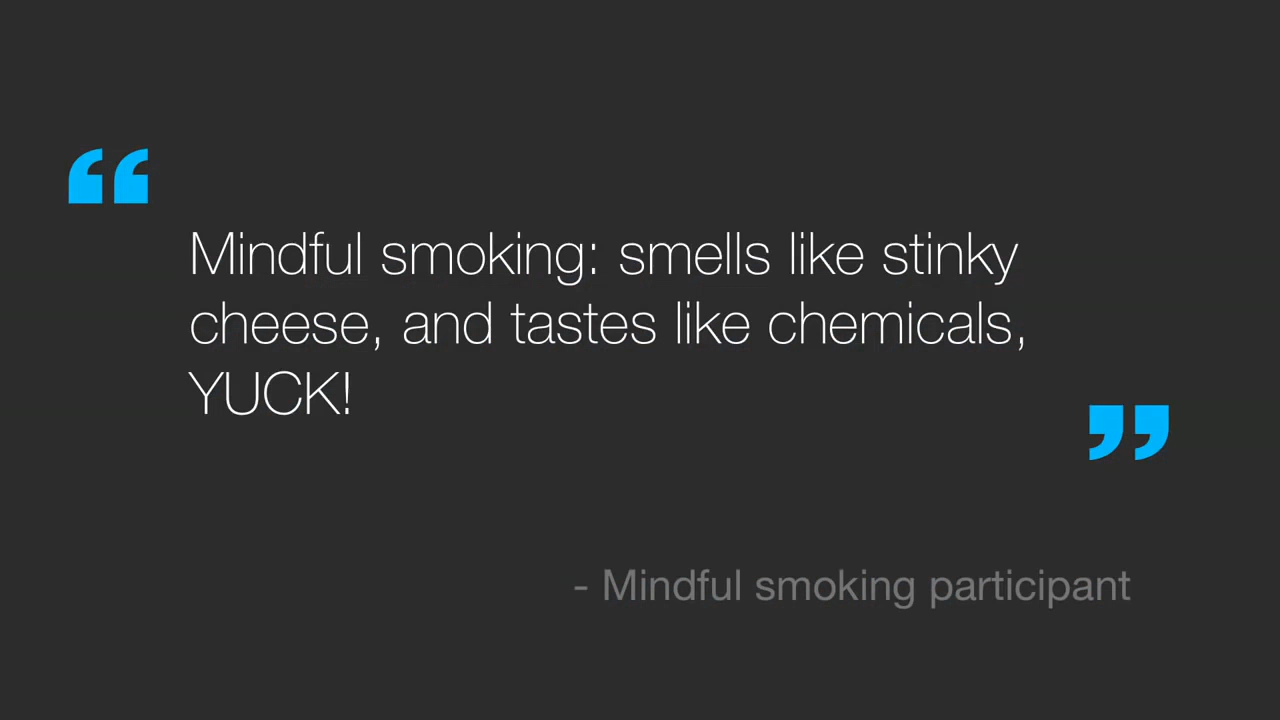 “
Mindful smoking: smells like stinky
cheese, and tastes like chemicals,
YUCK!
”
- Mindful smoking participant